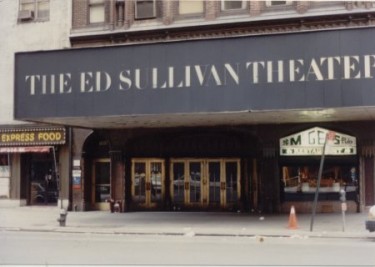 THE ED SULLIVAN THEATER
EXPRESS FOOD